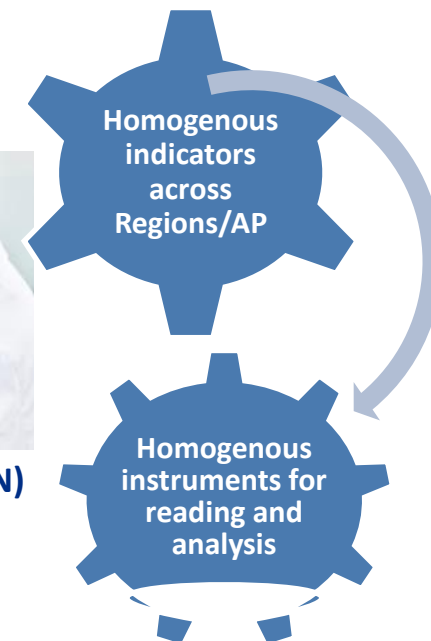 Homogenous
indicators
across
Regions/AP
Homogenous
instruments for
reading and
analysis
N)